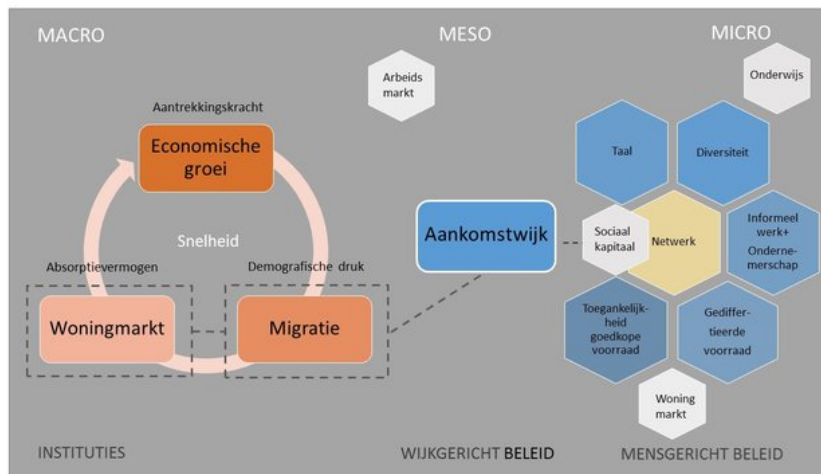 MACRO
MESO
MICRO
Arbeids
markt
Onderwijs
Aantrekkingskracht
Economische
groei
Taal
Diversiteit
Snelheid
Aankomstwijk
Sociaal
kapitaal
Netwerk
Informeel
werk+
Onderne-
merschap
Absorptievermogen
Demografische druk
Woningmarkt
Migratie
Toegankelijk-
heid
goedkope
voorraad
Gediffer-
tieerde
voorraad
Woning
markt
INSTITUTIES
WIJKGERICHT BELEID
MENSGERICHT BELEID